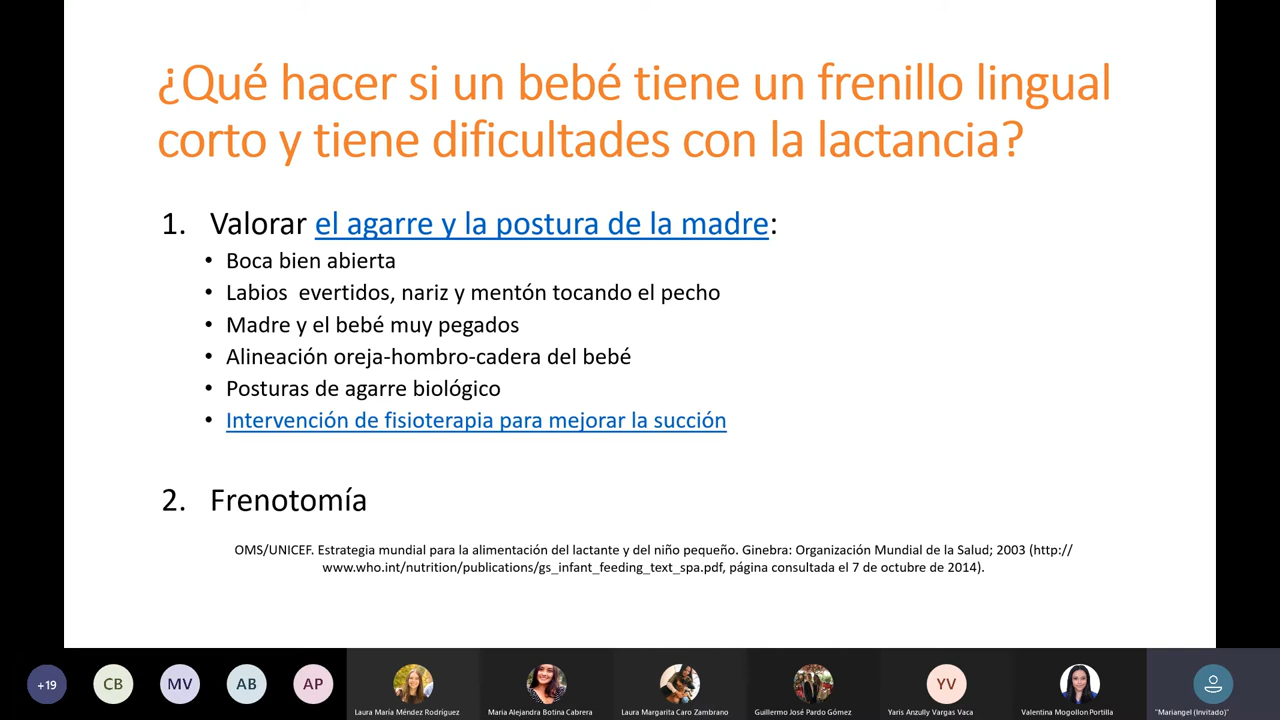 ¿Qué hacer si un bebé tiene un frenillo lingual
corto y tiene dificultades con la lactancia?
1. Valorar el agarre y la postura de la madre:
• Boca bien abierta
• Labios  evertidos, nariz y mentón tocando el pecho
• Madre y el bebé muy pegados
• Alineación oreja-hombro-cadera del bebé
• Posturas de agarre biológico
• Intervención de fisioterapia para mejorar la succión
2. Frenotomía
OMS/UNICEF. Estrategia mundial para la alimentación del lactante y del niño pequeño. Ginebra: Organización Mundial de la Salud; 2003 (http://
www.who.int/nutrition/publications/gs_infant_feeding_text_spa.pdf, página consultada el 7 de octubre de 2014).
+19 CB MV AB AP YV
Laura María Méndez Rodríguez Maria Alejandra Botina Cabrera Laura Margarita Caro Zambrano Guillermo José Pardo Gómez Yaris Anzully Vargas Vaca Valentina Mogollon Portilla "Mariangel (Invitado)"